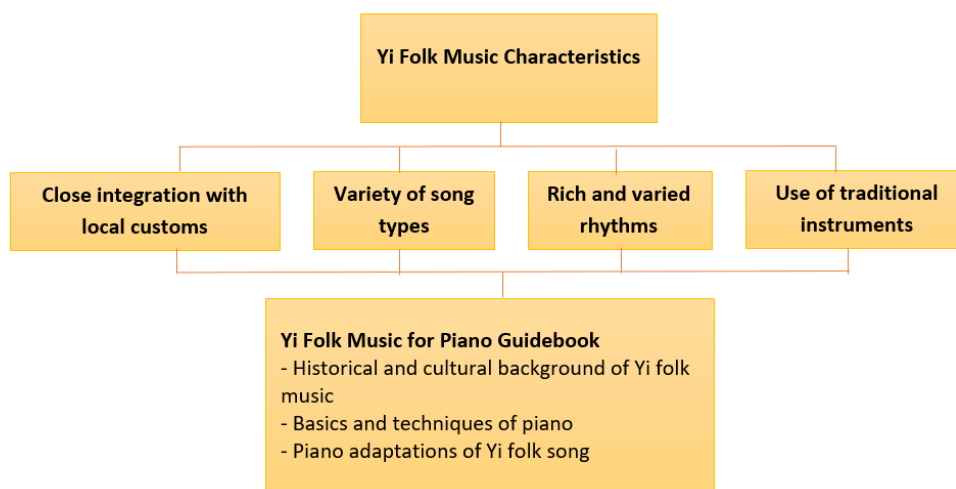 Yi Folk Music Characteristics
Close integration with
local customs
Variety of song
types
Rich and varied
rhythms
Use of traditional
instruments
Yi Folk Music for Piano Guidebook
- Historical and cultural background of Yi folk
music
- Basics and techniques of piano
- Piano adaptations of Yi folk song